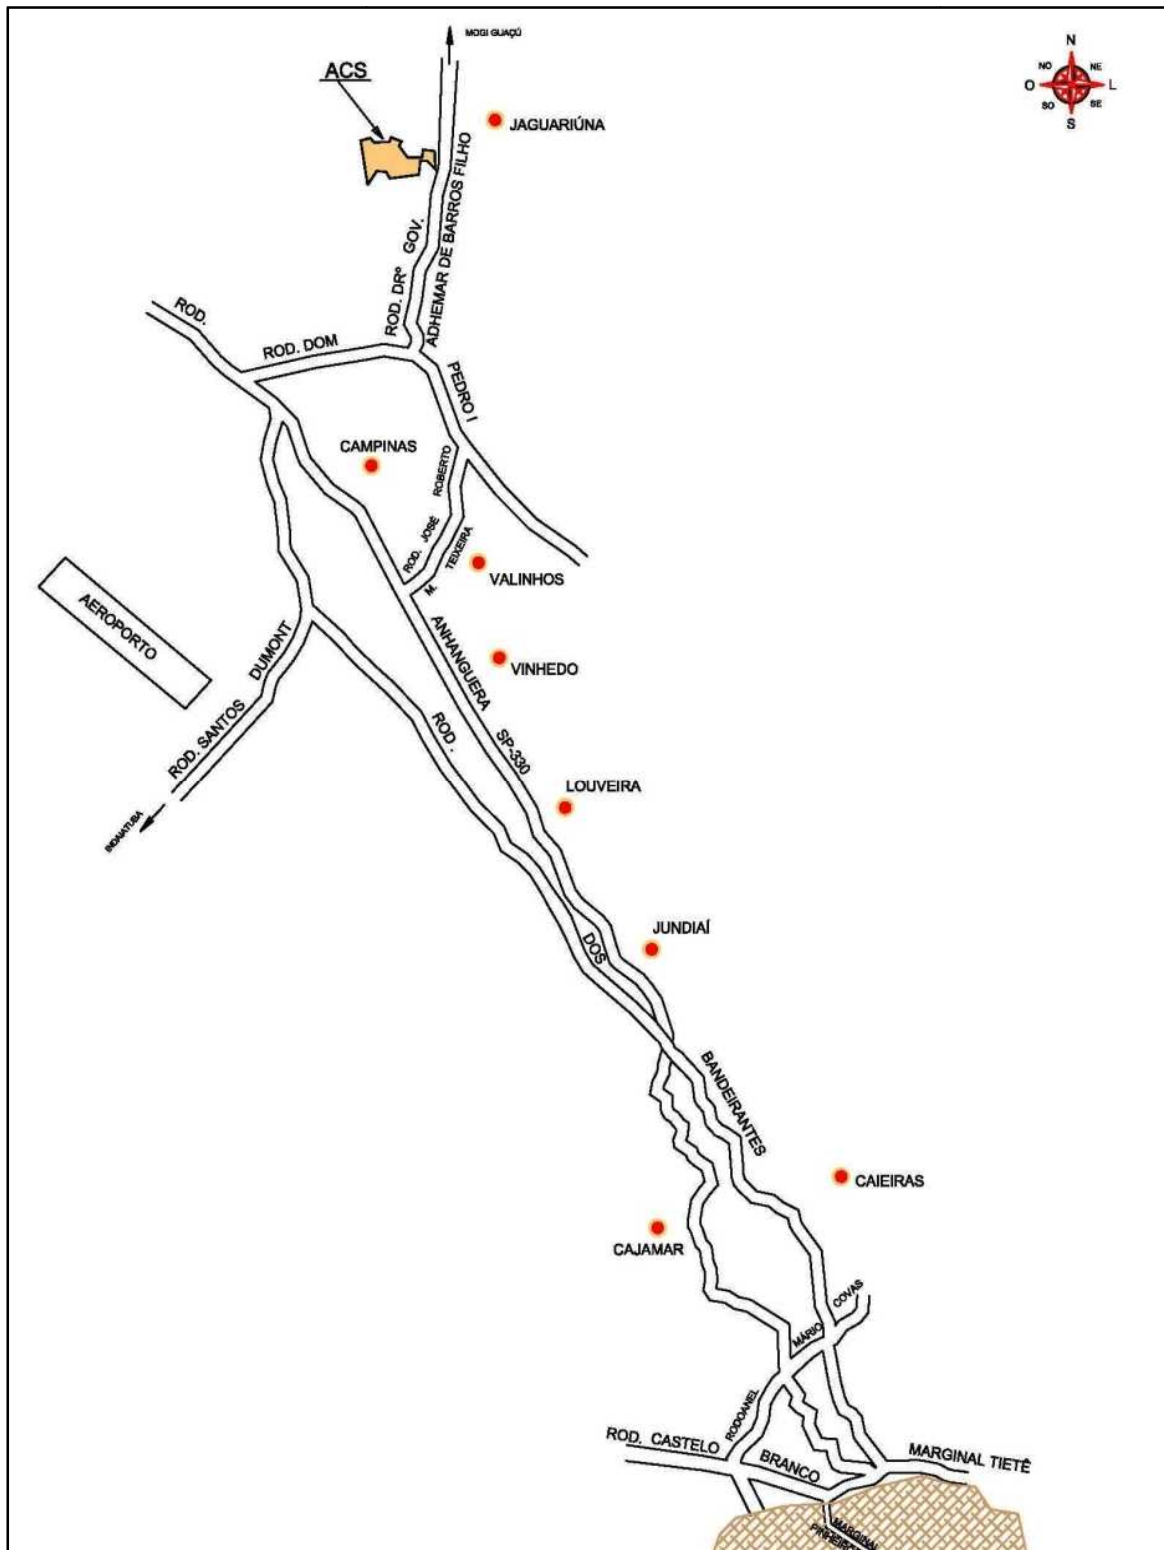 MOGI GUAÇÚ
N
NO
NE
O
L
SO
SE
S
ACS
JAGUARIÚNA
ROD. DRº GOV.
ADHEMAR DE BARROS FILHO
ROD.
ROD. DOM
PEDRO I
CAMPINAS
ROD. JOSÉ ROBERTO
M. TEIXEIRA
VALINHOS
AEROPORTO
ANHANGUERA
VINHEDO
ROD. SANTOS DUMONT
ROD.
SP-330
LOUVEIRA
INDAIATUBA
JUNDIAÍ
DOS
BANDEIRANTES
CAIEIRAS
CAJAMAR
COVAS
MÁRIO
RODOANEL
ROD. CASTELO
BRANCO
MARGINAL TIETÊ
MARGINAL